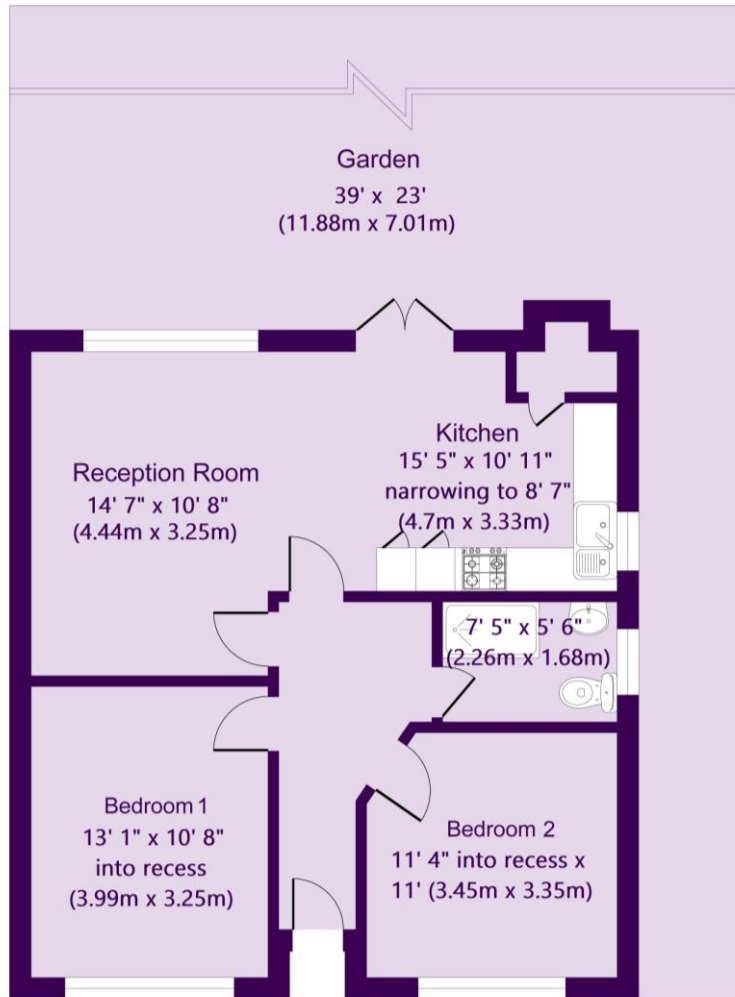 Garden
39' x 23'
(11.88m x 7.01m)
Kitchen
15' 5" x 10' 11"
narrowing to 8' 7"
(4.7m x 3.33m)
Reception Room
14' 7" x 10' 8"
(4.44m x 3.25m)
7' 5" x 5' 6"
(2.26m x 1.68m)
Bedroom 1
13' 1" x 10' 8"
into recess
(3.99m x 3.25m)
Bedroom 2
11' 4" into recess x
11' (3.45m x 3.35m)